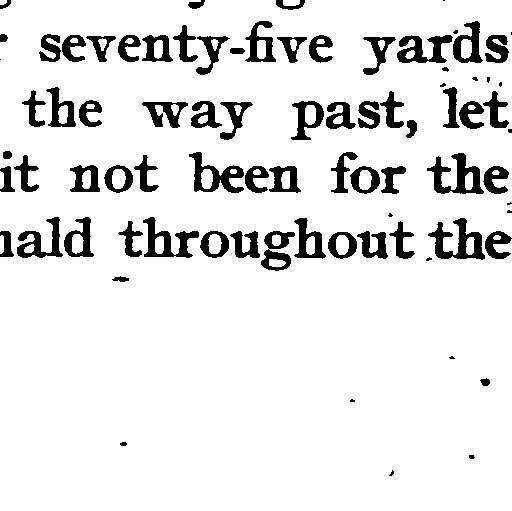 seventy-five yards
the way past, let
it not been for the
throughout the